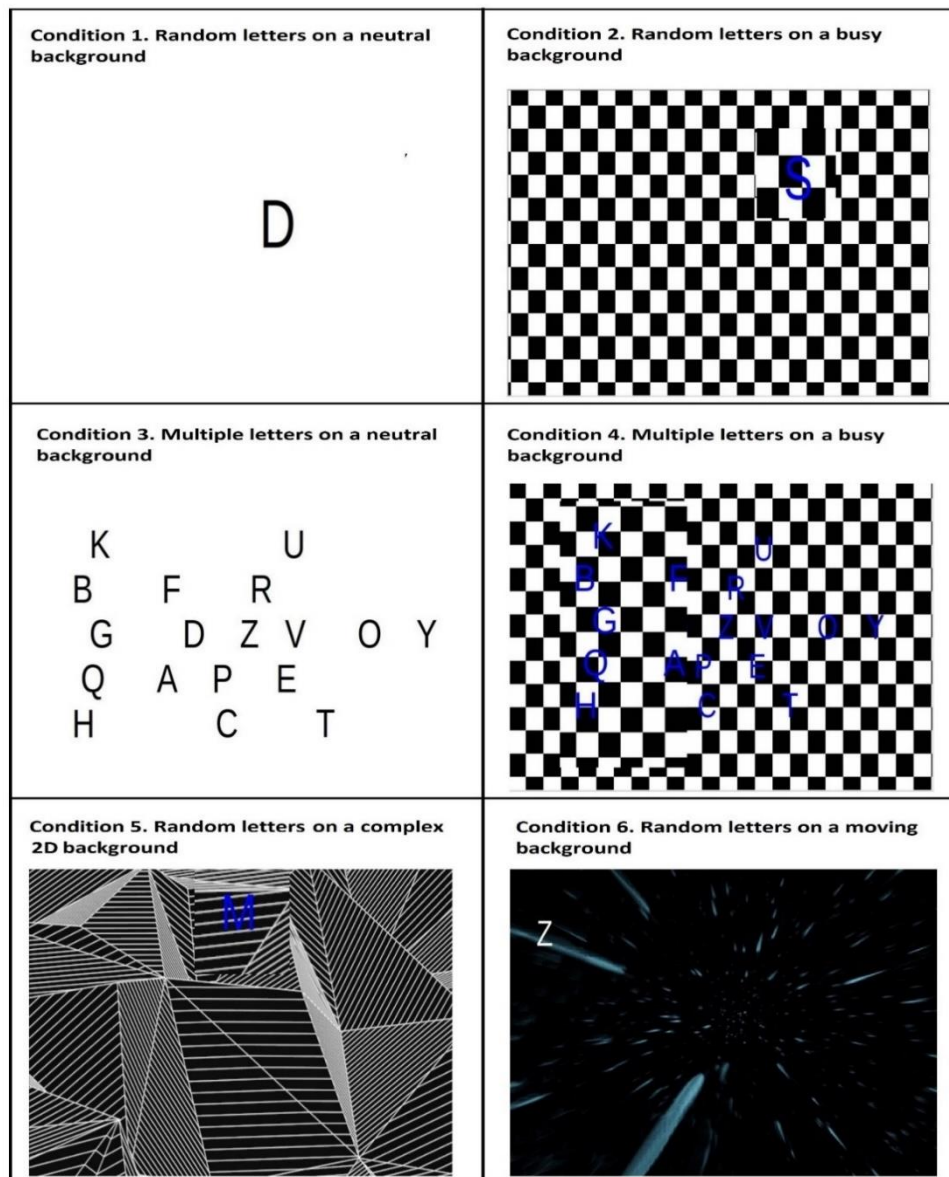 Condition 1. Random letters on a neutral
background
D
Condition 2. Random letters on a busy
background
S
Condition 3. Multiple letters on a neutral
background
K U
B F R
G D Z V O Y
Q A P E
H C T
Condition 4. Multiple letters on a busy
background
K U
B F R
G Z V O Y
Q A P E
H C T
Condition 5. Random letters on a complex
2D background
M
Condition 6. Random letters on a moving
background
Z